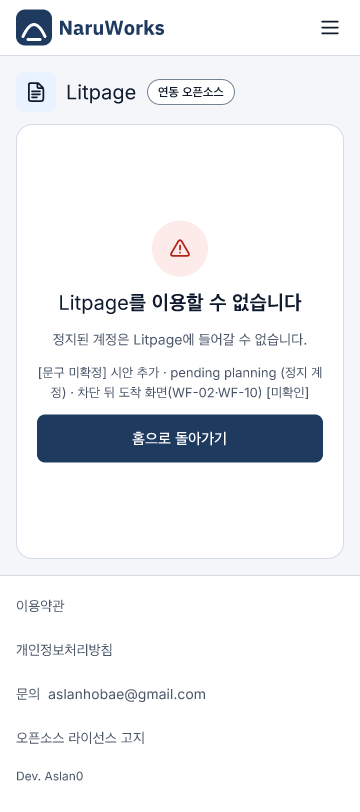 NaruWorks
Litpage 연동 오픈소스
Litpage를 이용할 수 없습니다
정지된 계정은 Litpage에 들어갈 수 없습니다.
[문구 미확정] 시안 추가 · pending planning (정지 계
정) · 차단 뒤 도착 화면(WF-02·WF-10) [미확인]
홈으로 돌아가기
이용약관
개인정보처리방침
문의 aslanhobae@gmail.com
오픈소스 라이선스 고지
Dev. Aslan0